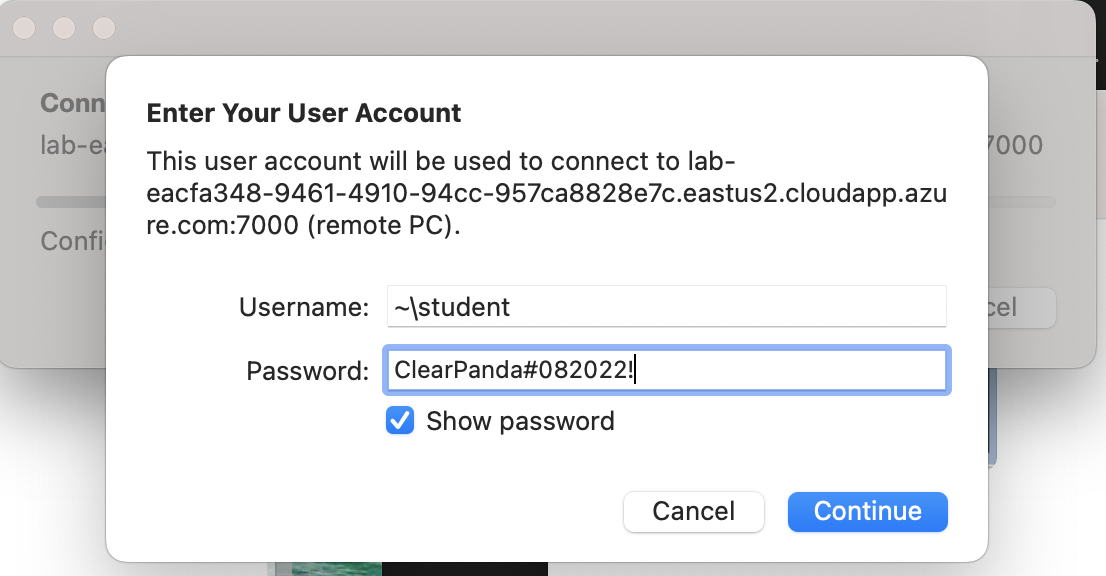 Conn
lab-ea
7000
Confi
cel
Enter Your User Account
This user account will be used to connect to lab-
eacfa348-9461-4910-94cc-957ca8828e7c.eastus2.cloudapp.azu
re.com:7000 (remote PC).
Username: ~\student
Password: ClearPanda#082022!
Show password
Cancel Continue